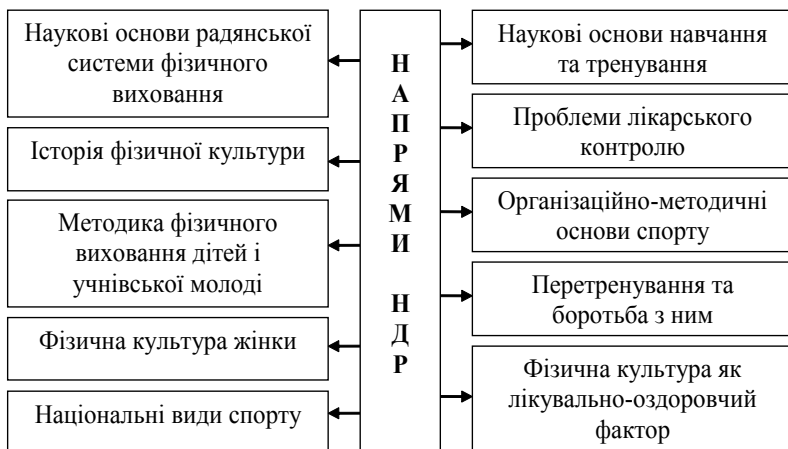 Наукові основи радянської
системи фізичного
виховання
Історія фізичної культури
Методика фізичного
виховання дітей і
учнівської молоді
Фізична культура жінки
Національні види спорту
Н
А
П
Р
Я
М
И
Н
Д
Р
Наукові основи навчання
та тренування
Проблеми лікарського
контролю
Організаційно-методичні
основи спорту
Перетренування та
боротьба з ним
Фізична культура як
лікувально-оздоровчий
фактор